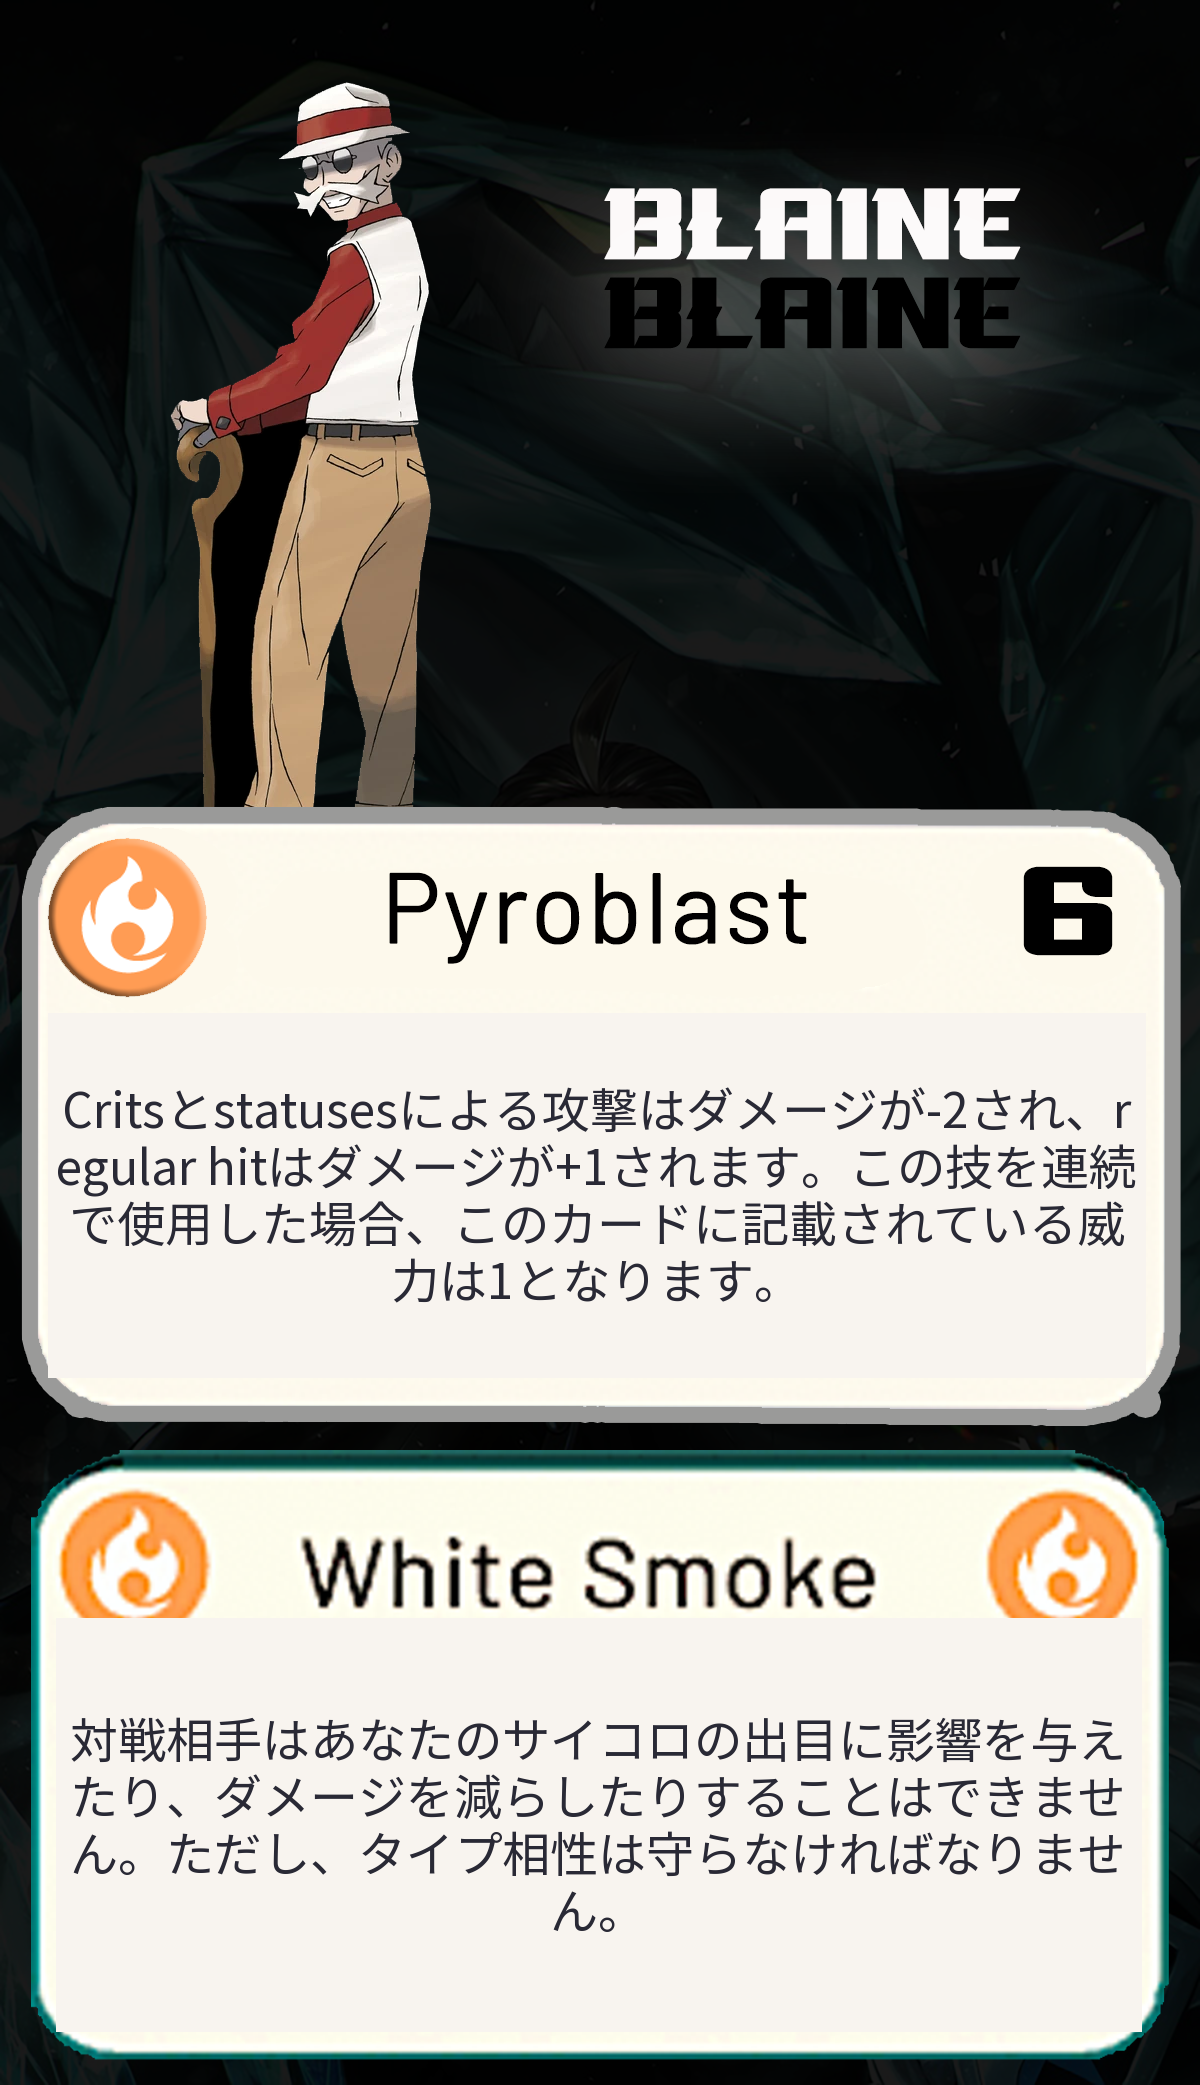 BLAINE
BLAINE
Pyroblast
6
Critsとstatusesによる攻撃はダメージが-2され、r
egular hitはダメージが+1されます。この技を連続
で使用した場合、このカードに記載されている威
力は1となります。
White Smoke
対戦相手はあなたのサイコロの出目に影響を与え
たり、ダメージを減らしたりすることはできませ
ん。ただし、タイプ相性は守らなければなりませ
ん。